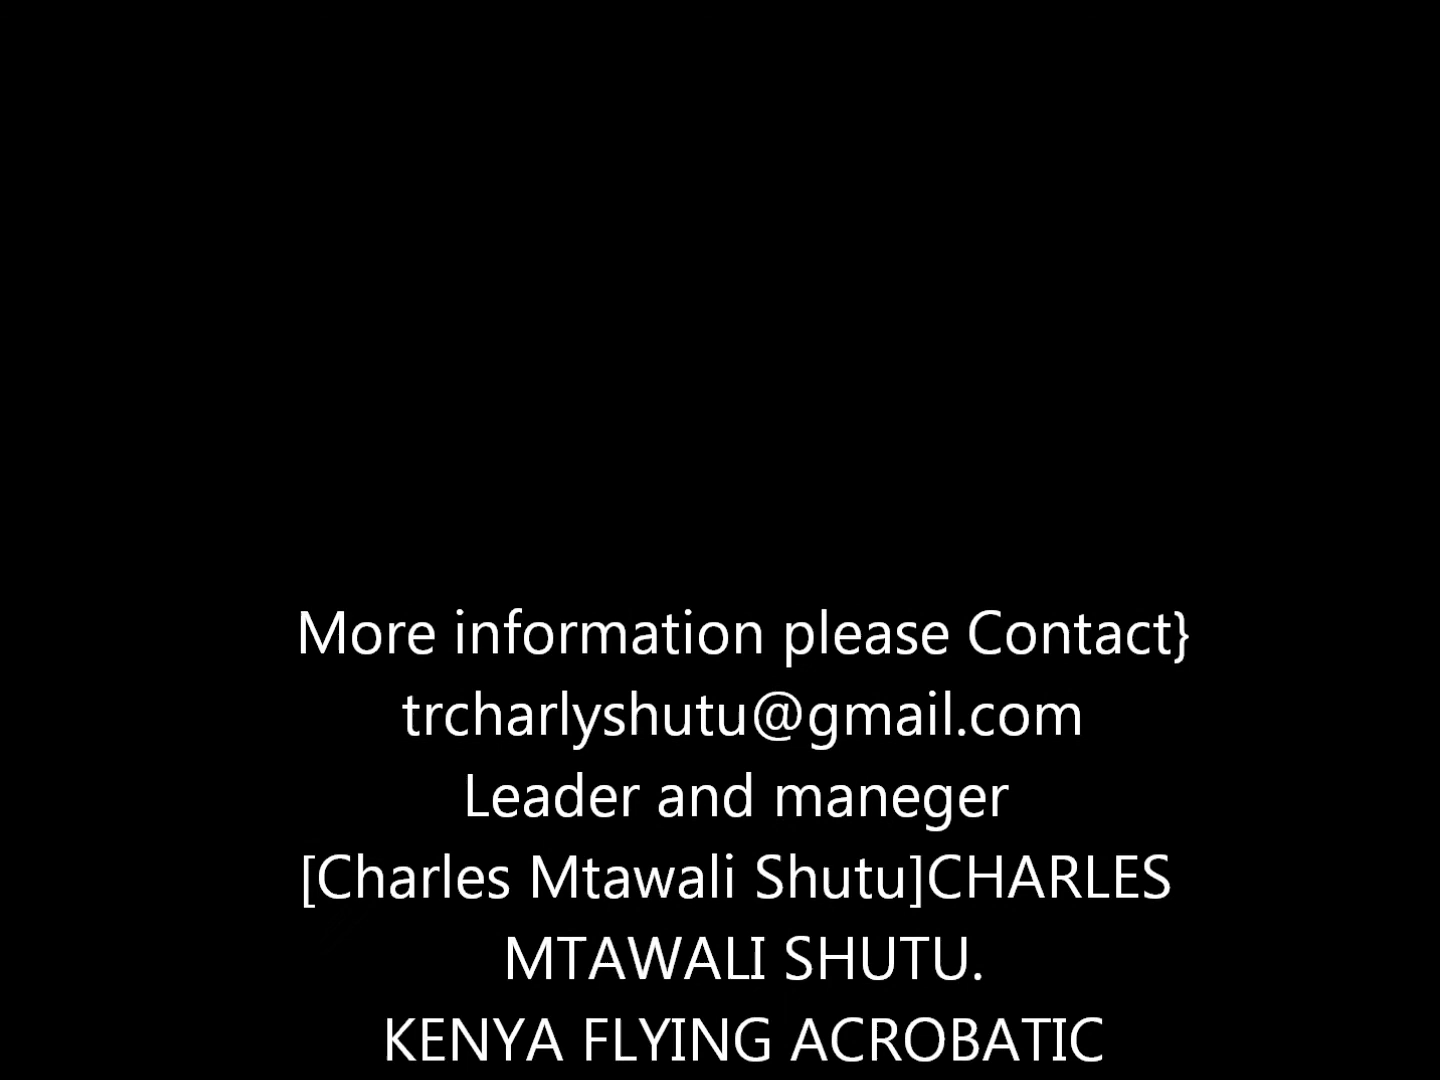 More information please Contact}
trcharlyshutu@gmail.com
Leader and maneger
[Charles Mtawali Shutu]CHARLES
MTAWALI SHUTU.
KENYA FLYING ACROBATIC